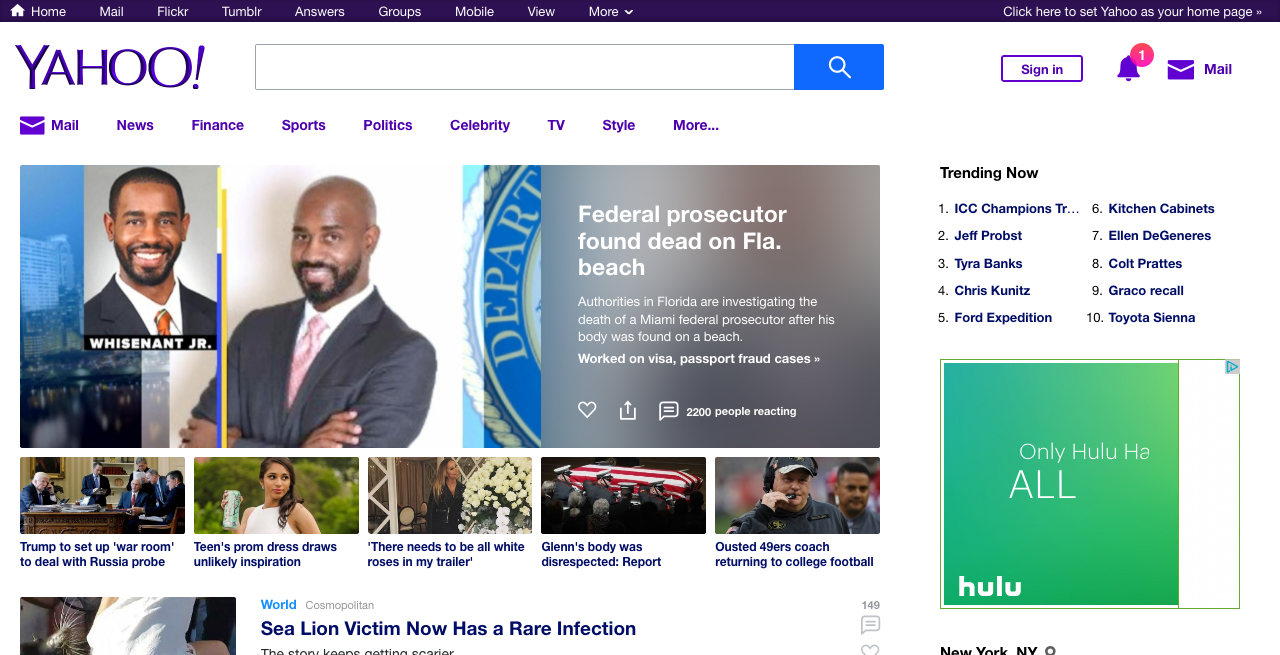 Home Mail Flickr Tumblr Answers Groups Mobile View More Click here to set Yahoo as your home page »
YAHOO!
Sign in
1
Mail
Mail News Finance Sports Politics Celebrity TV Style More...
WHISENANT JR.
DEPART
Federal prosecutor
found dead on Fla.
beach
Authorities in Florida are investigating the
death of a Miami federal prosecutor after his
body was found on a beach.
Worked on visa, passport fraud cases »
2200 people reacting
Trump to set up 'war room'
to deal with Russia probe
Teen's prom dress draws
unlikely inspiration
'There needs to be all white
roses in my trailer'
Glenn's body was
disrespected: Report
Ousted 49ers coach
returning to college football
World Cosmopolitan
149
Sea Lion Victim Now Has a Rare Infection
The story keeps getting scarier.
Trending Now
1. ICC Champions Tr...
2. Jeff Probst
3. Tyra Banks
4. Chris Kunitz
5. Ford Expedition
6. Kitchen Cabinets
7. Ellen DeGeneres
8. Colt Prattes
9. Graco recall
10. Toyota Sienna
Only Hulu Ha
ALL
hulu
New York, NY